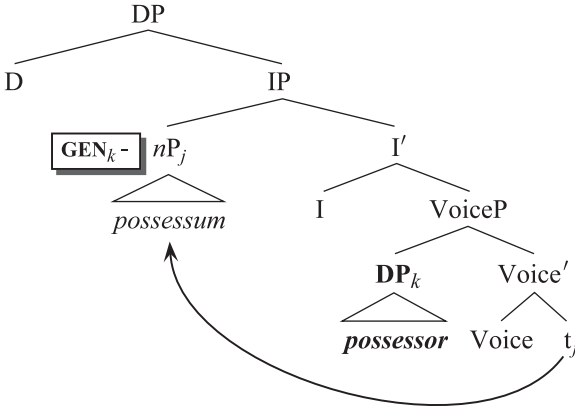 DP
D IP
GENₖ - nPⱼ I′
possessum I VoiceP
DPₖ Voice′
possessor Voice tⱼ